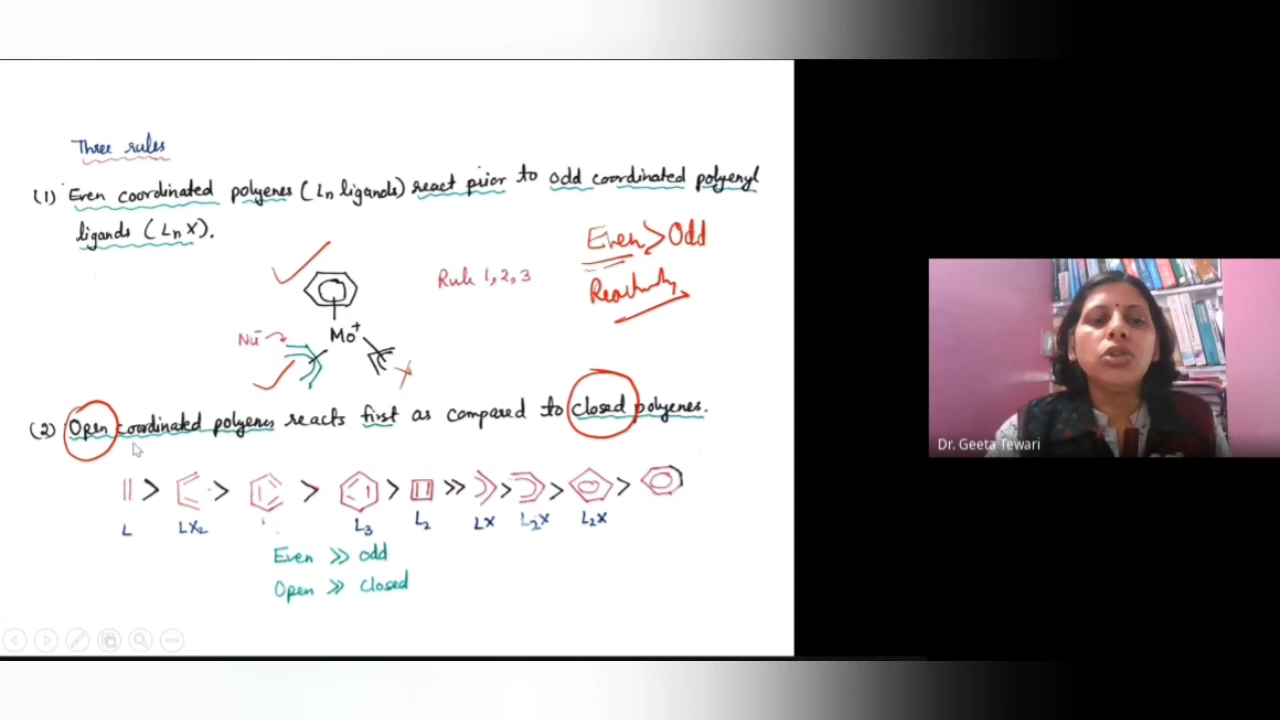 Three rules
(1) Even coordinated polyenes (Ln ligands) react prior to odd coordinated polyenyl
ligands (LnX).
Even > Odd
Reactivity
Rule 1,2,3
Mo+
Nu-
(2) Open coordinated polyenes reacts first as compared to closed polyenes.
> > > > >> > > >
L LX2 L3 L2 LX L2X L2X
Even >> odd
Open >> Closed
Dr. Geeta Tewari